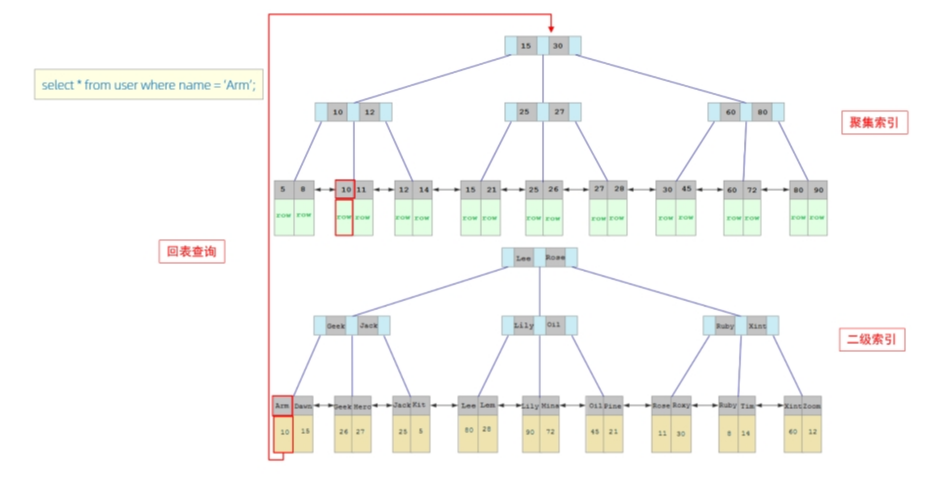 15 30
select * from user where name = 'Arm';
10 12
25 27
60 80
聚集索引
5 8 10 11 12 14 15 21 25 26 27 28 30 45 60 72 80 90
row row row row row row row row row row row row row row row row row row
回表查询
Lee Rose
Geek Jack
Lily Oil
Ruby Xint
二级索引
Arm Dawn Geek Hero Jack Kit Lee Lem Lily Mina Oil Pina Rose Roxy Ruby Tim Xint Zoom
10 15 26 27 25 5 80 28 90 72 45 21 11 30 8 14 60 12